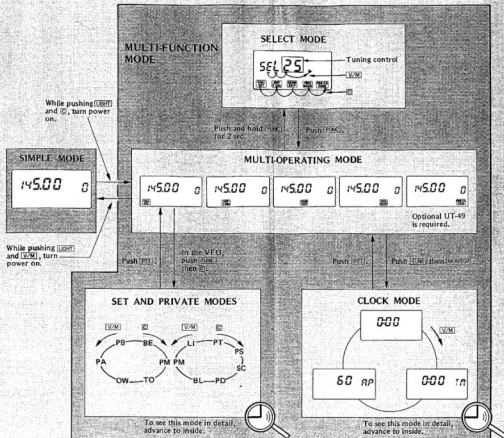 MULTI-FUNCTION
MODE
SELECT MODE
SEL 25
Tuning control
V/M
C
While pushing LIGHT
and C, turn power
on.
Push and hold FUNC
for 2 sec.
Push FUNC.
SIMPLE MODE
145.00 0
MULTI-OPERATING MODE
145.00 0
145.00 0
145.00 0
145.00 0
145.00 0
Optional UT-49
is required.
While pushing LIGHT
and V/M, turn
power on.
Push PTT.
In the VFO,
push FUNC
then C.
Push PTT.
Push FUNC then MONITOR.
SET AND PRIVATE MODES
V/M C V/M C
PB BE LI PT
PA PM PM PS
SC
OW TO BL PD
To see this mode in detail,
advance to inside.
CLOCK MODE
0:00
V/M
60 AP
0:00 TA
To see this mode in detail,
advance to inside.